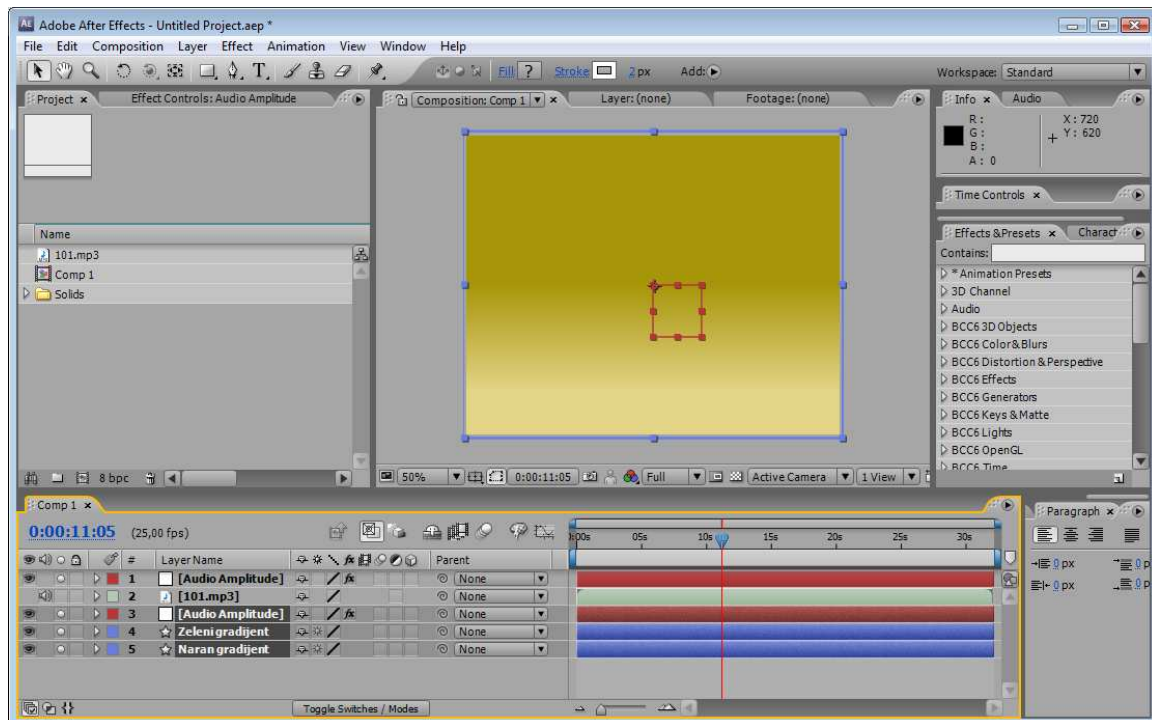 Adobe After Effects - Untitled Project.aep *
File Edit Composition Layer Effect Animation View Window Help
Fill ? Stroke 2 px Add: Workspace: Standard
Project Effect Controls: Audio Amplitude
Composition: Comp 1 Layer: (none) Footage: (none)
Info Audio
R: X: 720
G: Y: 620
B:
A: 0
Time Controls
Name
101.mp3
Comp 1
Solids
Effects & Presets Charact
Contains:
* Animation Presets
3D Channel
Audio
BCC6 3D Objects
BCC6 Color & Blurs
BCC6 Distortion & Perspective
BCC6 Effects
BCC6 Generators
BCC6 Keys & Matte
BCC6 Lights
BCC6 OpenGL
BCC6 Time
8 bpc
50% 0:00:11:05 Full Active Camera 1 View
Comp 1
0:00:11:05 (25,00 fps)
):00s 05s 10s 15s 20s 25s 30s
# Layer Name Parent
1 [Audio Amplitude] None
2 [101.mp3] None
3 [Audio Amplitude] None
4 Zeleni gradijent None
5 Naran gradijent None
Toggle Switches / Modes
Paragraph
0 px 0 p
0 px 0 p